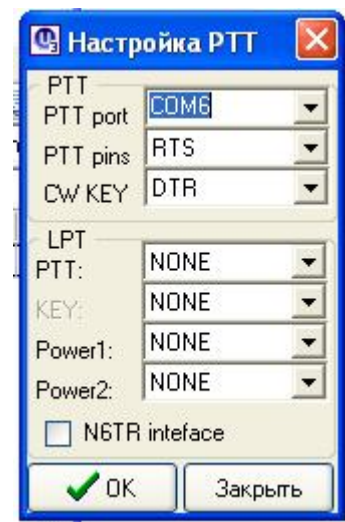 Настройка PTT
PTT
PTT port COM6
PTT pins RTS
CW KEY DTR
LPT
PTT: NONE
KEY: NONE
Power1: NONE
Power2: NONE
N6TR inteface
OK Закрыть